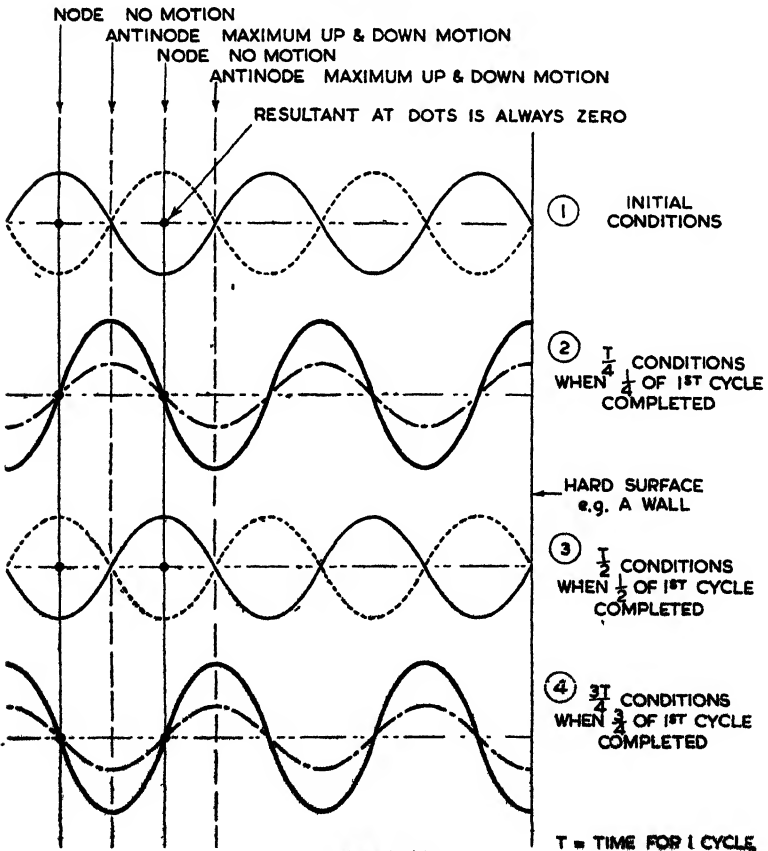 NODE NO MOTION
ANTINODE MAXIMUM UP & DOWN MOTION
NODE NO MOTION
ANTINODE MAXIMUM UP & DOWN MOTION
RESULTANT AT DOTS IS ALWAYS ZERO
1 INITIAL
CONDITIONS
2 T/4 CONDITIONS
WHEN 1/4 OF 1ST CYCLE
COMPLETED
HARD SURFACE
e.g. A WALL
3 T/2 CONDITIONS
WHEN 1/2 OF 1ST CYCLE
COMPLETED
4 3T/4 CONDITIONS
WHEN 3/4 OF 1ST CYCLE
COMPLETED
T = TIME FOR 1 CYCLE